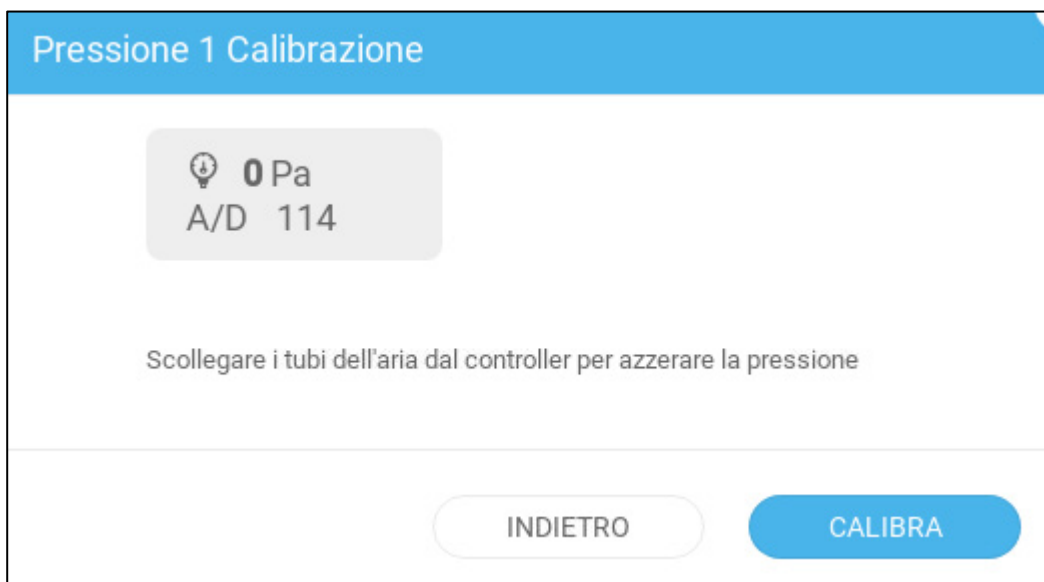 Pressione 1 Calibrazione
0 Pa
A/D 114
Scollegare i tubi dell'aria dal controller per azzerare la pressione
INDIETRO
CALIBRA